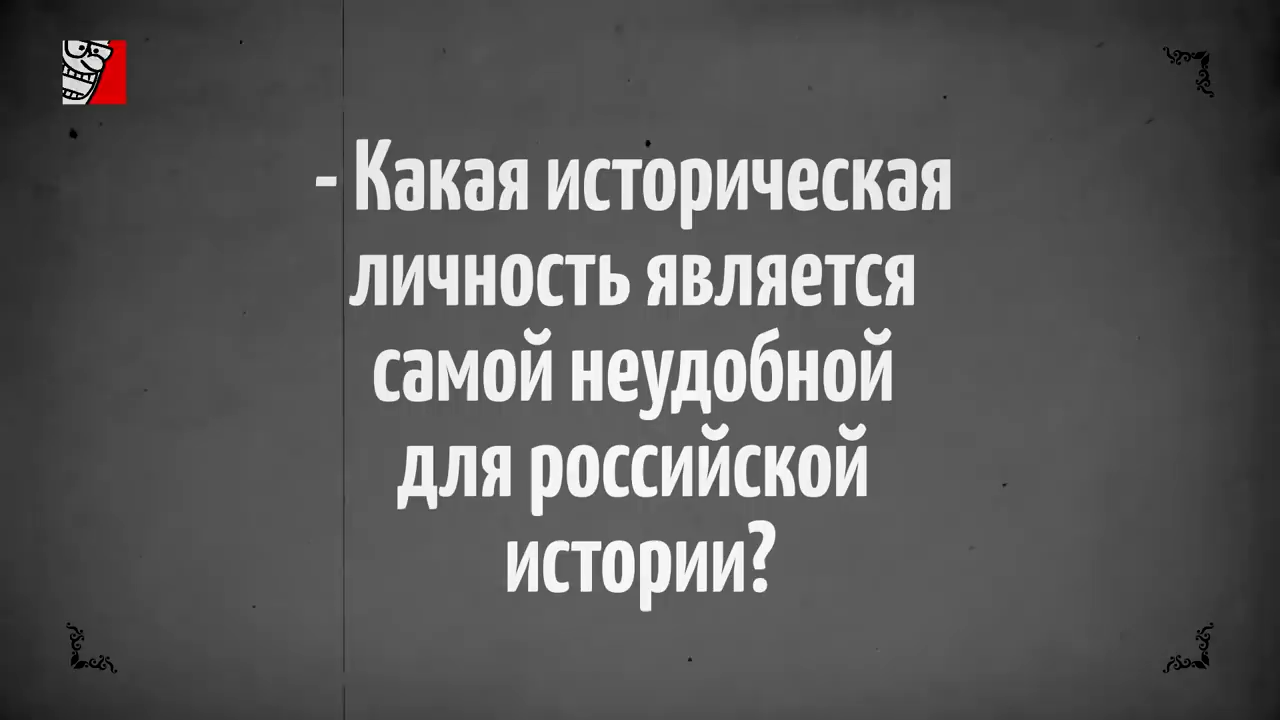 - Какая историческая
личность является
самой неудобной
для российской
истории?